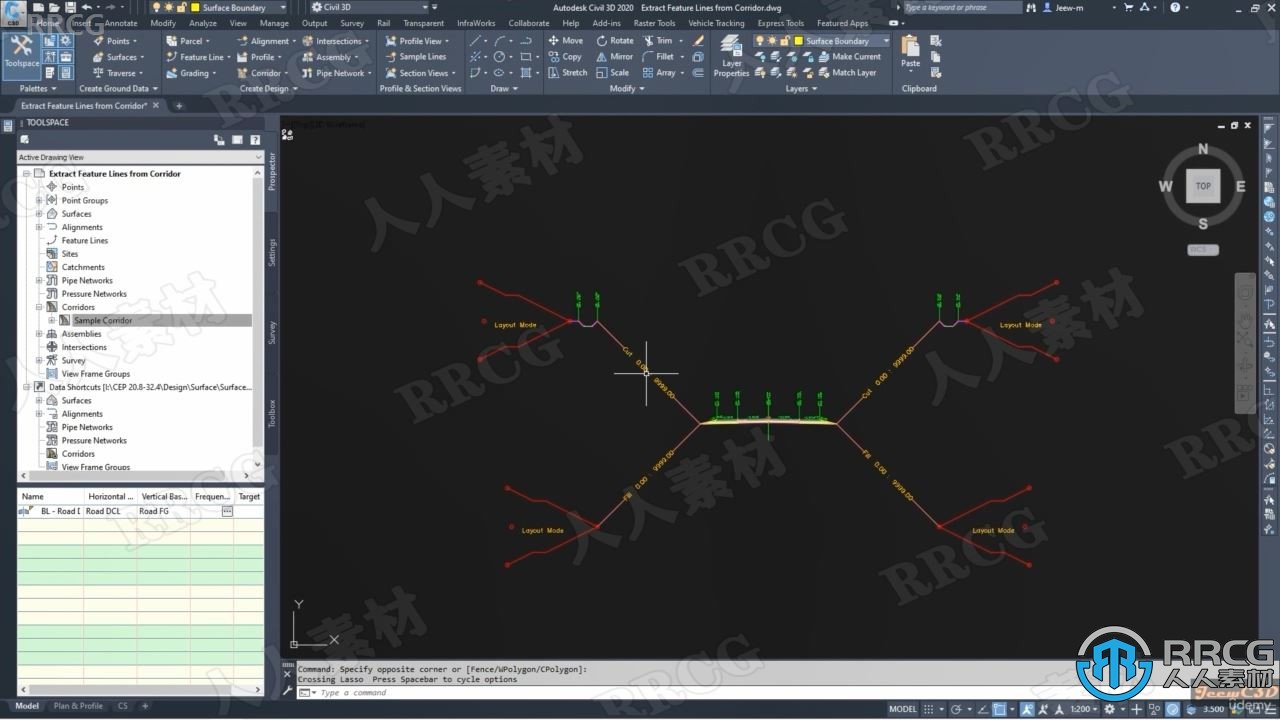 Surface Boundary
Civil 3D
Autodesk Civil 3D 2020 Extract Feature Lines from Corridor.dwg
Type a keyword or phrase
Jeew-m
Home Insert Annotate Modify Analyze View Manage Output Survey Rail Transparent InfraWorks Collaborate Help Add-ins Raster Tools Vehicle Tracking Express Tools Featured Apps
Toolspace
Points
Surfaces
Traverse
Parcel
Feature Line
Grading
Alignment
Profile
Corridor
Intersections
Assembly
Pipe Network
Profile View
Sample Lines
Section Views
Move
Copy
Stretch
Rotate
Mirror
Scale
Trim
Fillet
Array
Layer
Properties
Surface Boundary
Make Current
Match Layer
Paste
Palettes
Create Ground Data
Create Design
Profile & Section Views
Draw
Modify
Layers
Clipboard
Extract Feature Lines from Corridor*
TOOLSPACE
Active Drawing View
Extract Feature Lines from Corridor
Points
Point Groups
Surfaces
Alignments
Feature Lines
Sites
Catchments
Pipe Networks
Pressure Networks
Corridors
Sample Corridor
Assemblies
Intersections
Survey
View Frame Groups
Data Shortcuts [I:\CEP 20.8-32.4\Design\Surface\Surface...
Surfaces
Alignments
Pipe Networks
Pressure Networks
Corridors
View Frame Groups
Prospector
Settings
Survey
Toolbox
Name Horizontal ... Vertical Bas... Frequen... Target
BL - Road D Road DCL Road FG
N
W TOP E
S
WCS
Layout Mode
Layout Mode
Cut 0.00 9999.00
Cut 0.00 - 9999.00
Fill 0.00 9999.00
Fill 0.00 - 9999.00
Layout Mode
Layout Mode
Y
X
Command: Specify opposite corner or [Fence/WPolygon/CPolygon]:
Crossing Lasso Press Spacebar to cycle options
Type a command
Model Plan & Profile CS
MODEL
1:200
3.500
RRCG
人人素材
JeewC3D
ûdemy